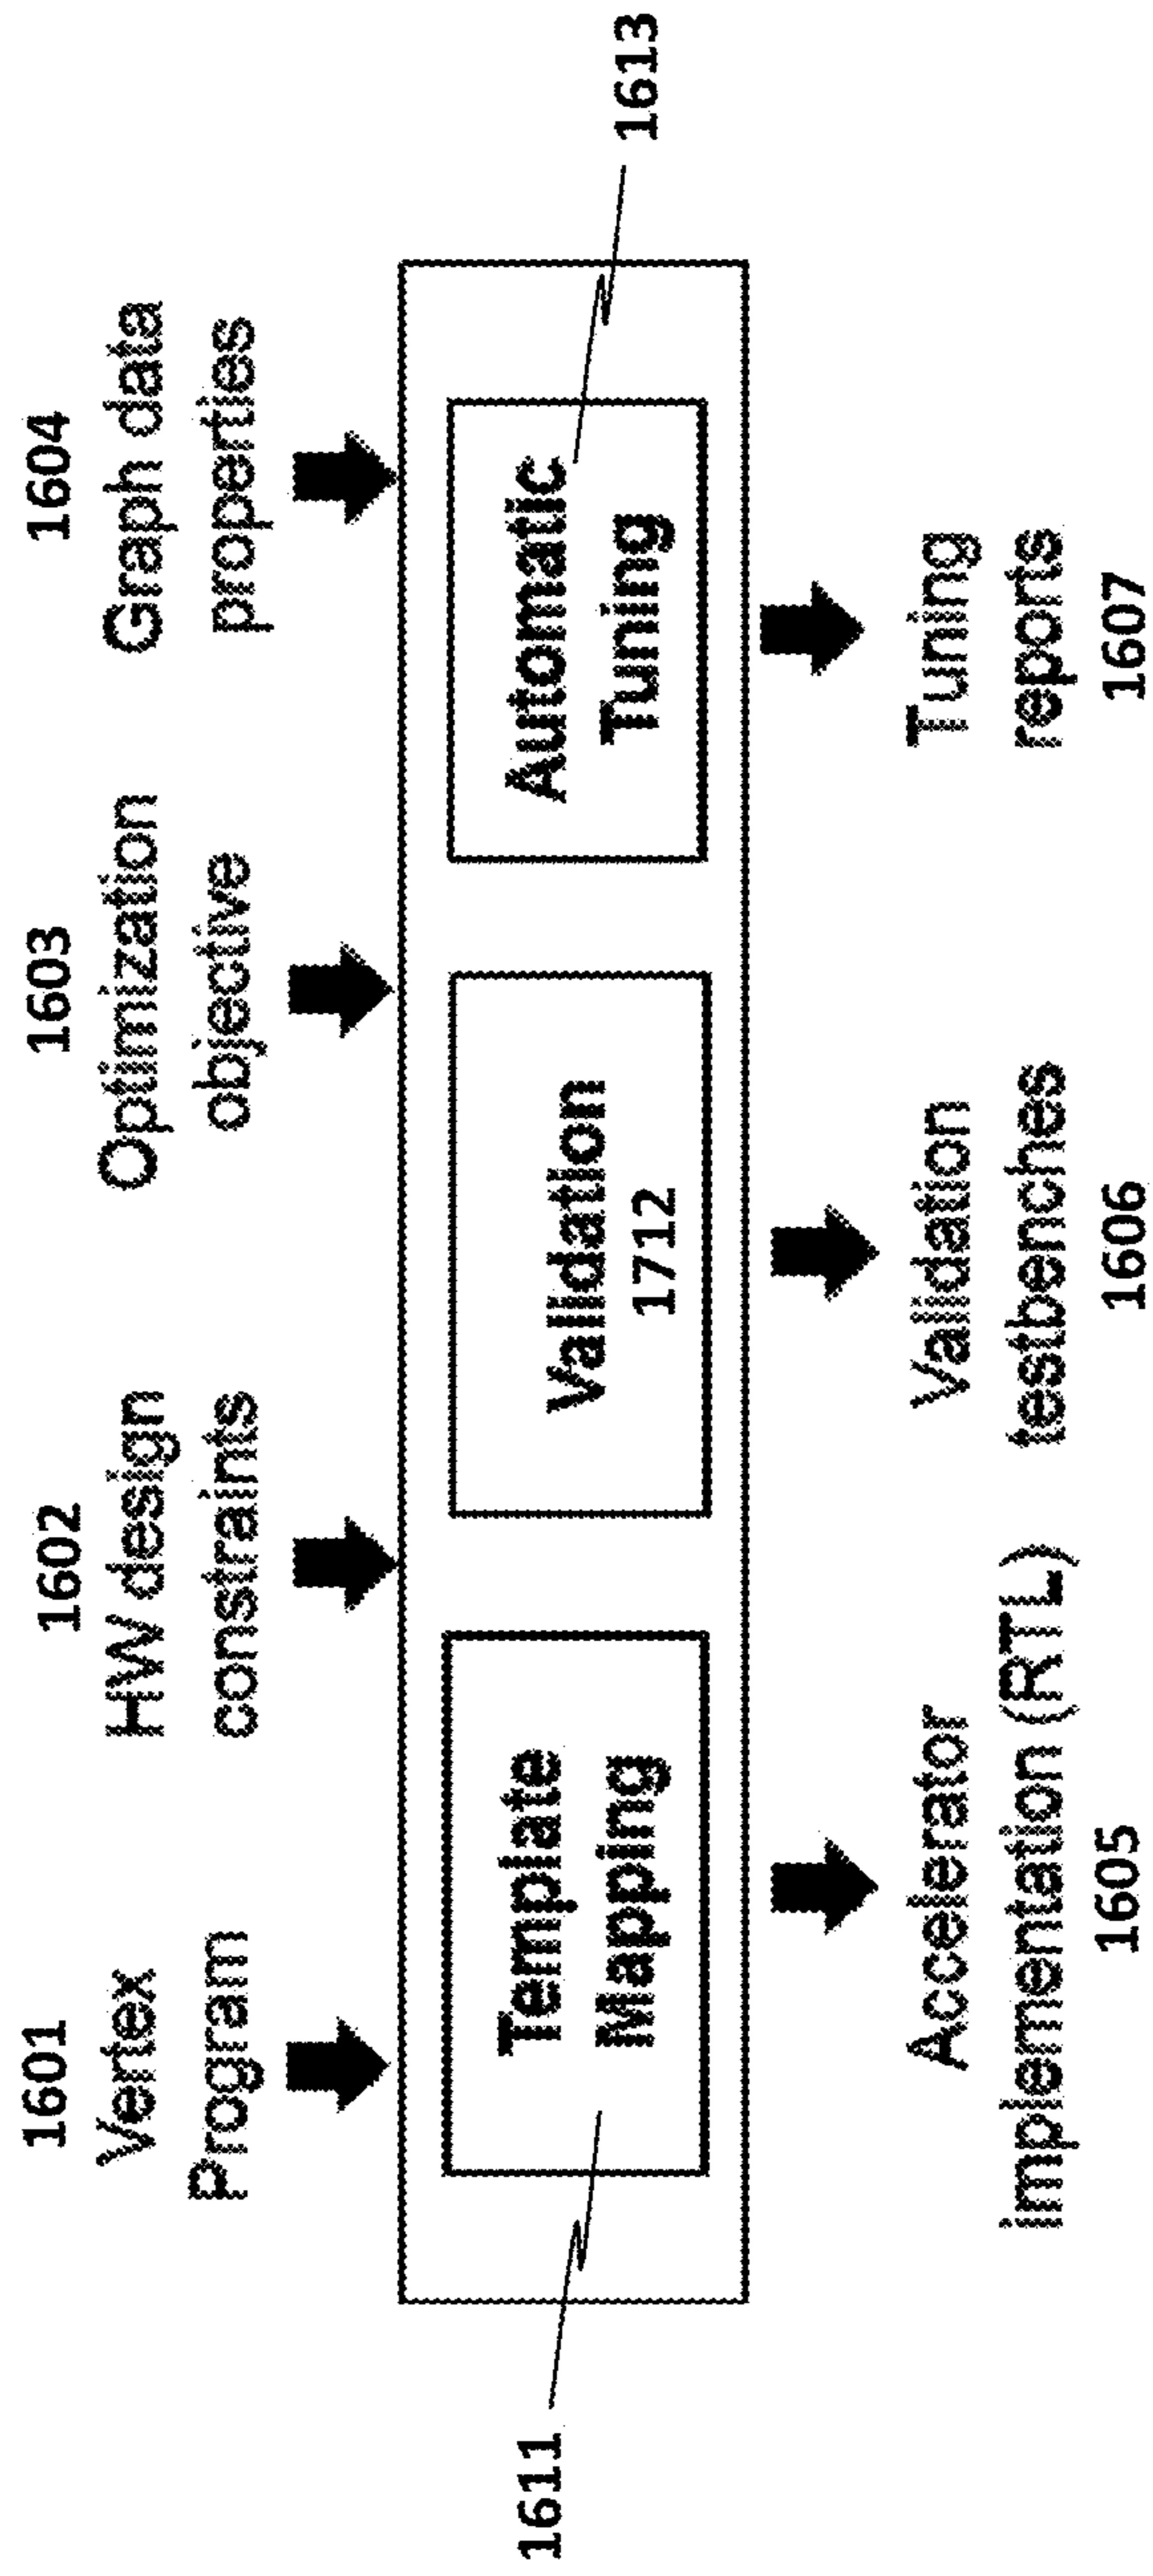 1601
Vertex
Program
1602
HW design
constraints
1603
Optimization
objective
1604
Graph data
properties
1611
Template
Mapping
Validation
1712
Automatic
Tuning
1613
Accelerator
implementation (RTL)
1605
Validation
testbenches
1606
Tuning
reports
1607